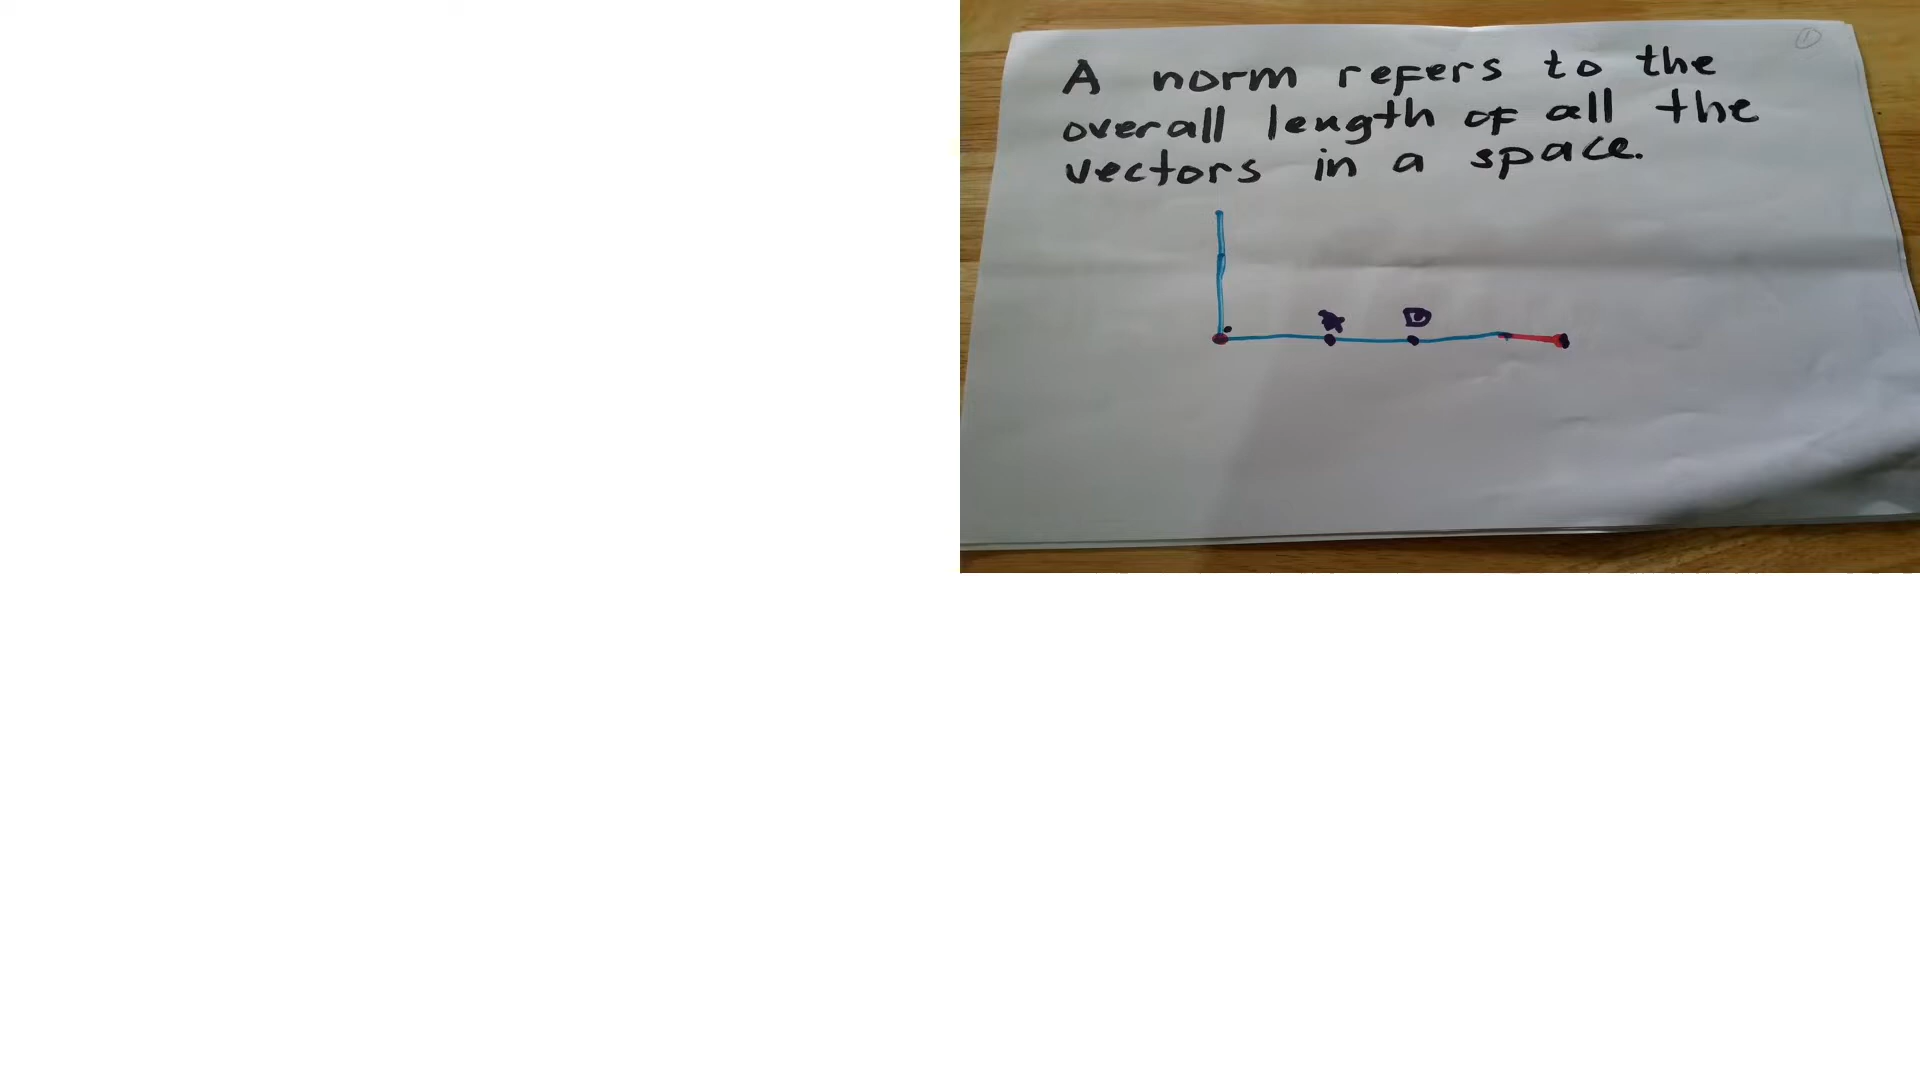 A norm refers to the
overall length of all the
vectors in a space.